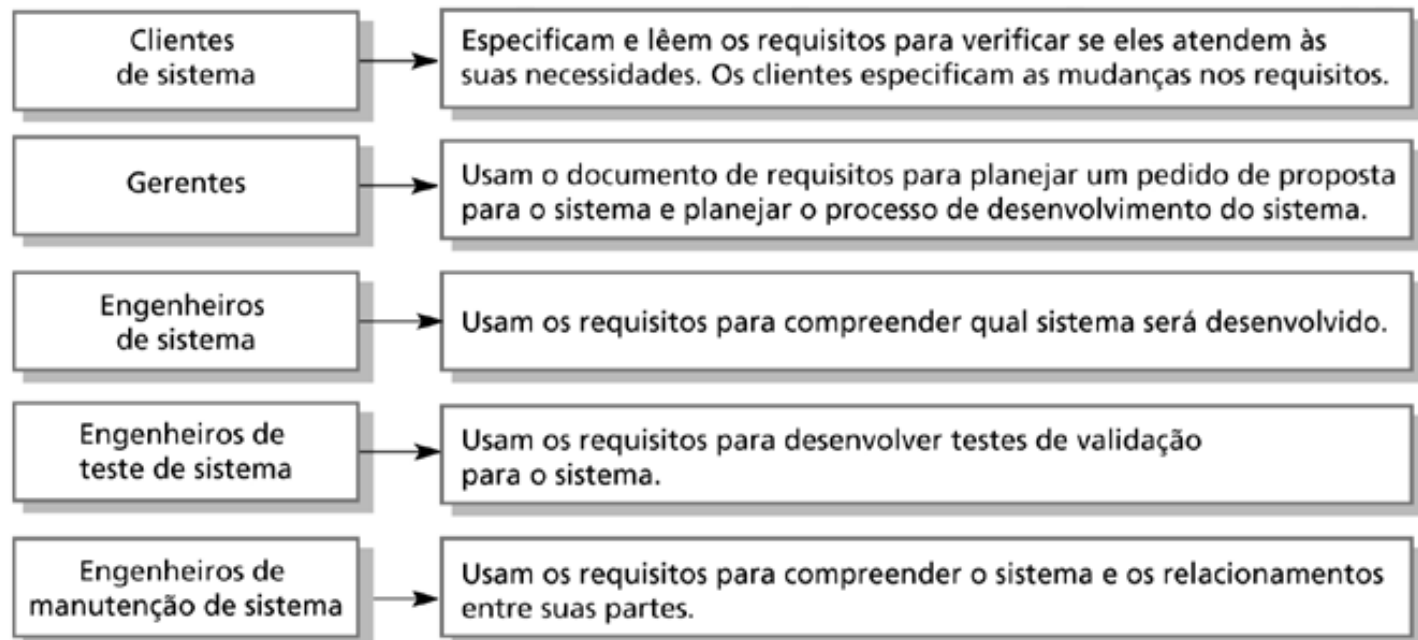 Clientes
de sistema
Especificam e lêem os requisitos para verificar se eles atendem às
suas necessidades. Os clientes especificam as mudanças nos requisitos.
Gerentes
Usam o documento de requisitos para planejar um pedido de proposta
para o sistema e planejar o processo de desenvolvimento do sistema.
Engenheiros
de sistema
Usam os requisitos para compreender qual sistema será desenvolvido.
Engenheiros de
teste de sistema
Usam os requisitos para desenvolver testes de validação
para o sistema.
Engenheiros de
manutenção de sistema
Usam os requisitos para compreender o sistema e os relacionamentos
entre suas partes.